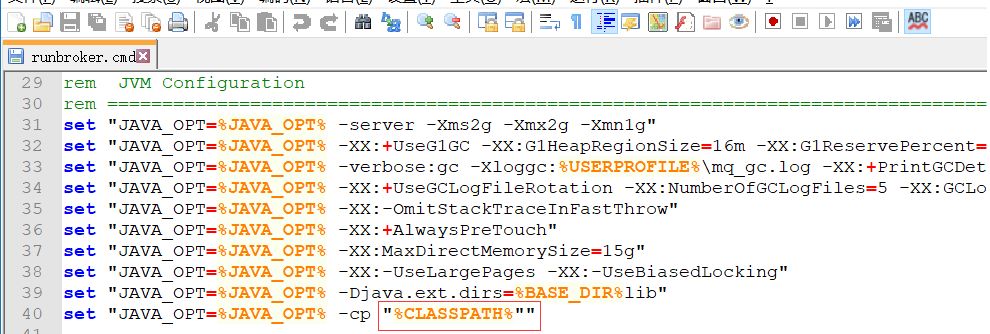 runbroker.cmd
29 rem  JVM Configuration
30 rem ================================================================================
31 set "JAVA_OPT=%JAVA_OPT% -server -Xms2g -Xmx2g -Xmn1g"
32 set "JAVA_OPT=%JAVA_OPT% -XX:+UseG1GC -XX:G1HeapRegionSize=16m -XX:G1ReservePercent=
33 set "JAVA_OPT=%JAVA_OPT% -verbose:gc -Xloggc:%USERPROFILE%\mq_gc.log -XX:+PrintGCDet
34 set "JAVA_OPT=%JAVA_OPT% -XX:+UseGCLogFileRotation -XX:NumberOfGCLogFiles=5 -XX:GCLo
35 set "JAVA_OPT=%JAVA_OPT% -XX:-OmitStackTraceInFastThrow"
36 set "JAVA_OPT=%JAVA_OPT% -XX:+AlwaysPreTouch"
37 set "JAVA_OPT=%JAVA_OPT% -XX:MaxDirectMemorySize=15g"
38 set "JAVA_OPT=%JAVA_OPT% -XX:-UseLargePages -XX:-UseBiasedLocking"
39 set "JAVA_OPT=%JAVA_OPT% -Djava.ext.dirs=%BASE_DIR%lib"
40 set "JAVA_OPT=%JAVA_OPT% -cp "%CLASSPATH%""
41